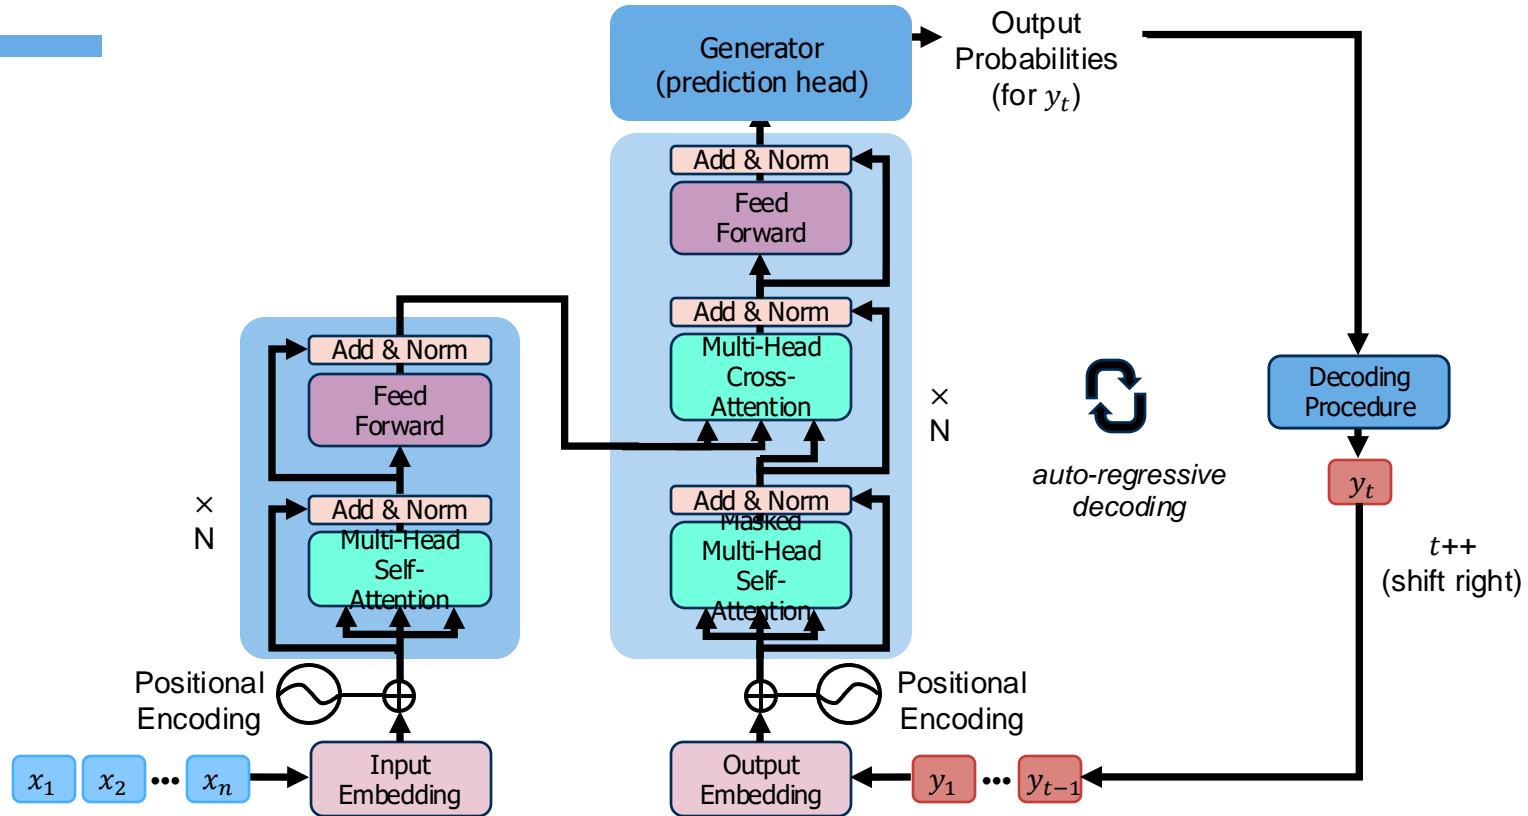 Generator
(prediction head)
Output
Probabilities
(for y_t)
Add & Norm
Feed
Forward
Add & Norm
Multi-Head
Cross-
Attention
×
N
Add & Norm
Masked
Multi-Head
Self-
Attention
Add & Norm
Feed
Forward
×
N
Add & Norm
Multi-Head
Self-
Attention
auto-regressive
decoding
Decoding
Procedure
y_t
t++
(shift right)
Positional
Encoding
Positional
Encoding
x_1 x_2 ••• x_n
Input
Embedding
Output
Embedding
y_1 ••• y_{t−1}